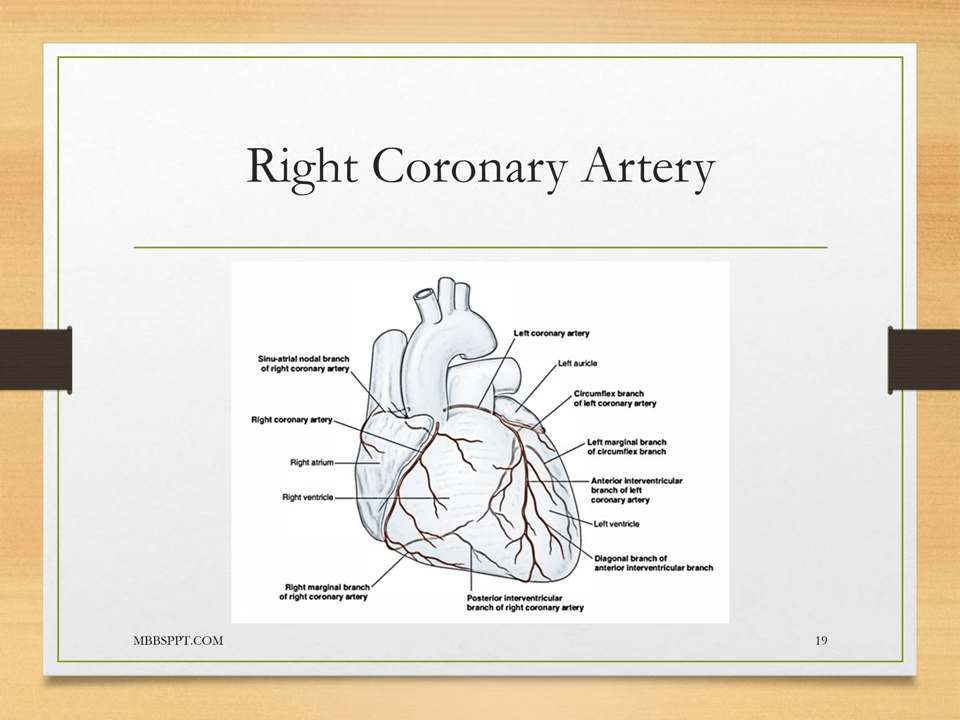 Right Coronary Artery
Left coronary artery
Sinu-atrial nodal branch
of right coronary artery
Left auricle
Circumflex branch
of left coronary artery
Right coronary artery
Left marginal branch
of circumflex branch
Right atrium
Anterior interventricular
branch of left
coronary artery
Right ventricle
Left ventricle
Diagonal branch of
anterior interventricular branch
Right marginal branch
of right coronary artery
Posterior interventricular
branch of right coronary artery
MBBSPPT.COM
19